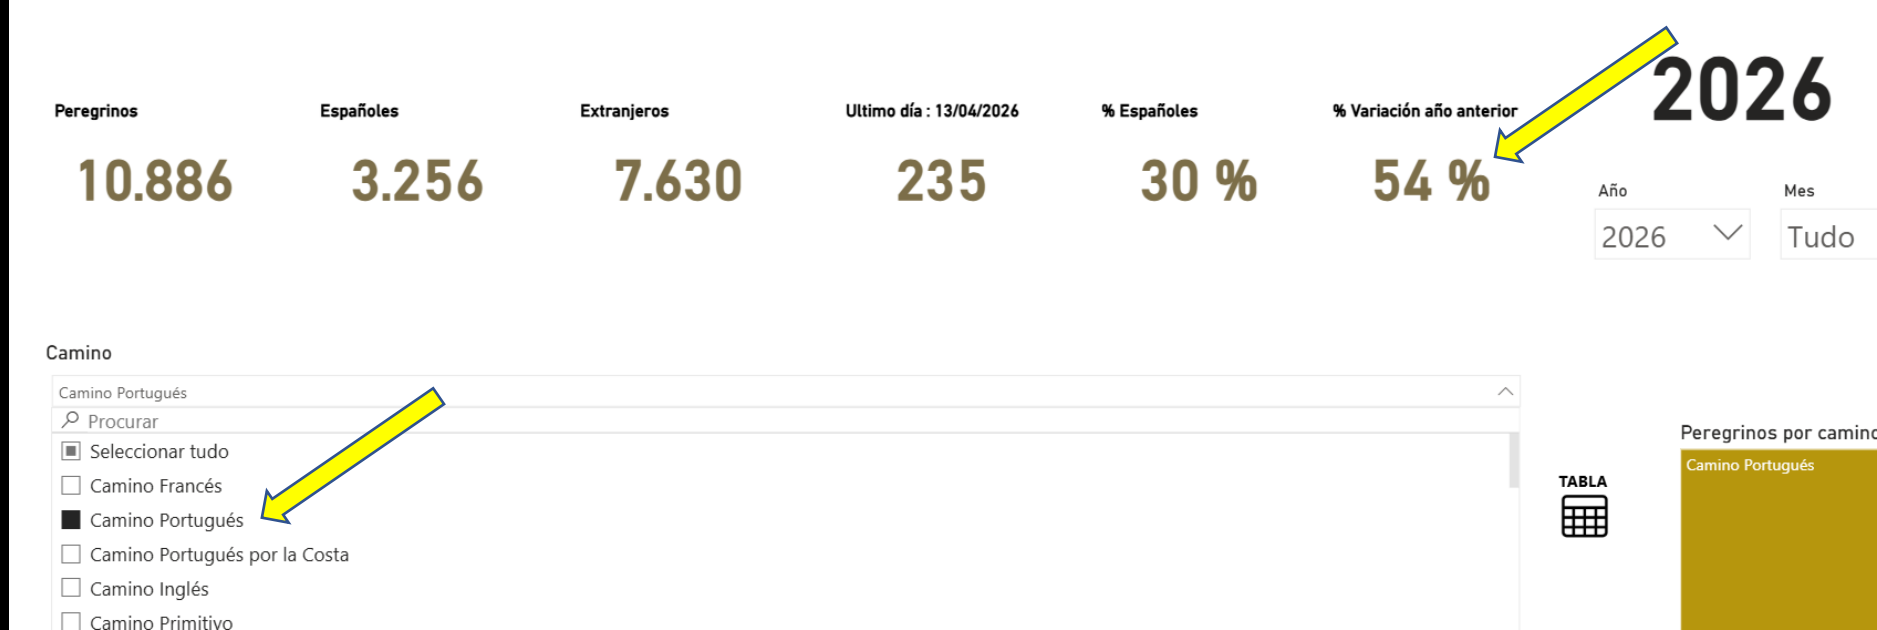 2026
Peregrinos
Españoles
Extranjeros
Ultimo día : 13/04/2026
% Españoles
% Variación año anterior
10.886
3.256
7.630
235
30 %
54 %
Año
Mes
2026
Tudo
Camino
Camino Portugués
Procurar
Seleccionar tudo
Camino Francés
Camino Portugués
Camino Portugués por la Costa
Camino Inglés
Camino Primitivo
TABLA
Peregrinos por camino
Camino Portugués